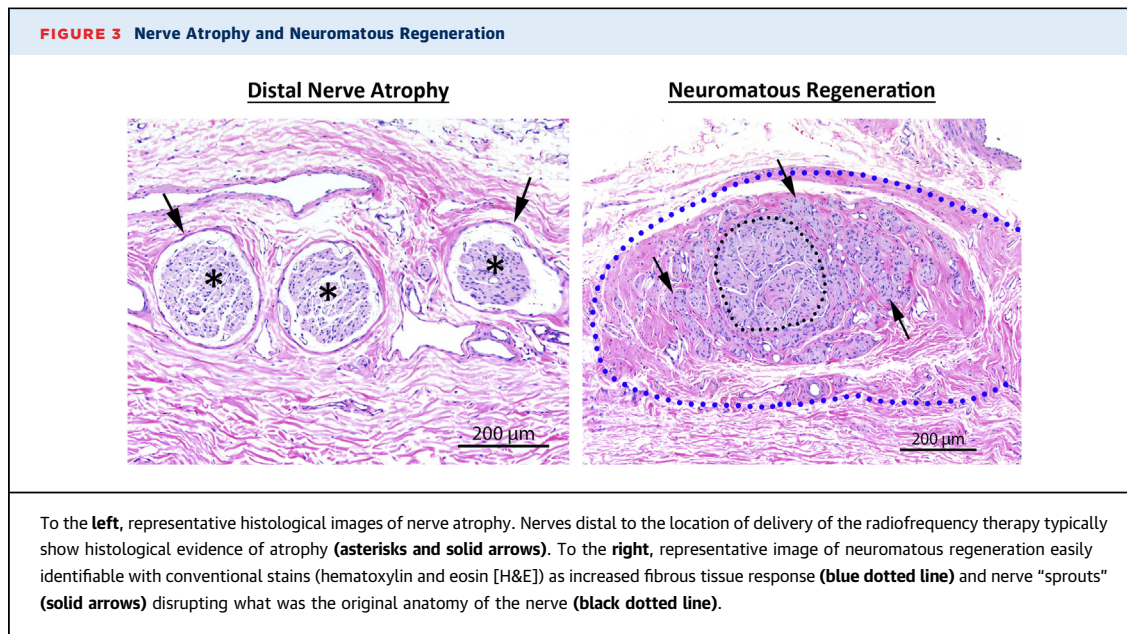 FIGURE 3 Nerve Atrophy and Neuromatous Regeneration
Distal Nerve Atrophy
Neuromatous Regeneration
*
*
*
200 µm
200 µm
To the left, representative histological images of nerve atrophy. Nerves distal to the location of delivery of the radiofrequency therapy typically
show histological evidence of atrophy (asterisks and solid arrows). To the right, representative image of neuromatous regeneration easily
identifiable with conventional stains (hematoxylin and eosin [H&E]) as increased fibrous tissue response (blue dotted line) and nerve “sprouts”
(solid arrows) disrupting what was the original anatomy of the nerve (black dotted line).